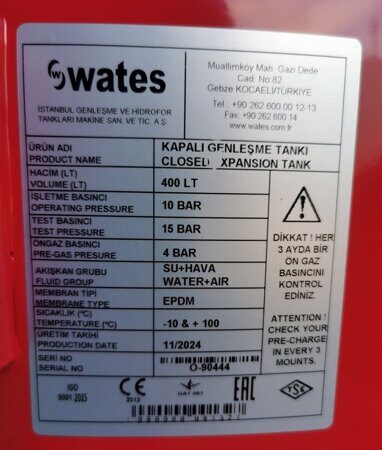 wates
İSTANBUL GENLEŞME VE HİDROFOR
TANKLARI MAKİNE SAN. VE TİC. A.Ş.
Muallimköy Mah. Gazi Dede
Cad. No:82
Gebze KOCAELİ/TÜRKİYE
Tel. : +90 262 600 00 12-13
Fax. +90 262 600 14
www.wates.com.tr
ÜRÜN ADI
PRODUCT NAME
KAPALI GENLEŞME TANKI
CLOSED XPANSION TANK
HACİM (LT)
VOLUME (LT)
400 LT
İŞLETME BASINCI
OPERATING PRESSURE
10 BAR
TEST BASINCI
TEST PRESSURE
15 BAR
ÖNGAZ BASINCI
PRE-GAS PRESURE
4 BAR
AKIŞKAN GRUBU
FLUID GROUP
SU+HAVA
WATER+AIR
MEMBRAN TİPİ
MEMBRANE TYPE
EPDM
SICAKLIK (°C)
TEMPERATURE (°C)
-10 & + 100
ÜRETİM TARİHİ
PRODUCTION DATE
11/2024
SERİ NO
SERIAL NO
O-90444
DİKKAT ! HER
3 AYDA BİR
ÖN GAZ
BASINCINI
KONTROL
EDİNİZ.
ATTENTION !
CHECK YOUR
PRE-CHARGE
IN EVERY 3
MOUNTS.
ISO
9001:2015
CE
EAC
TSE